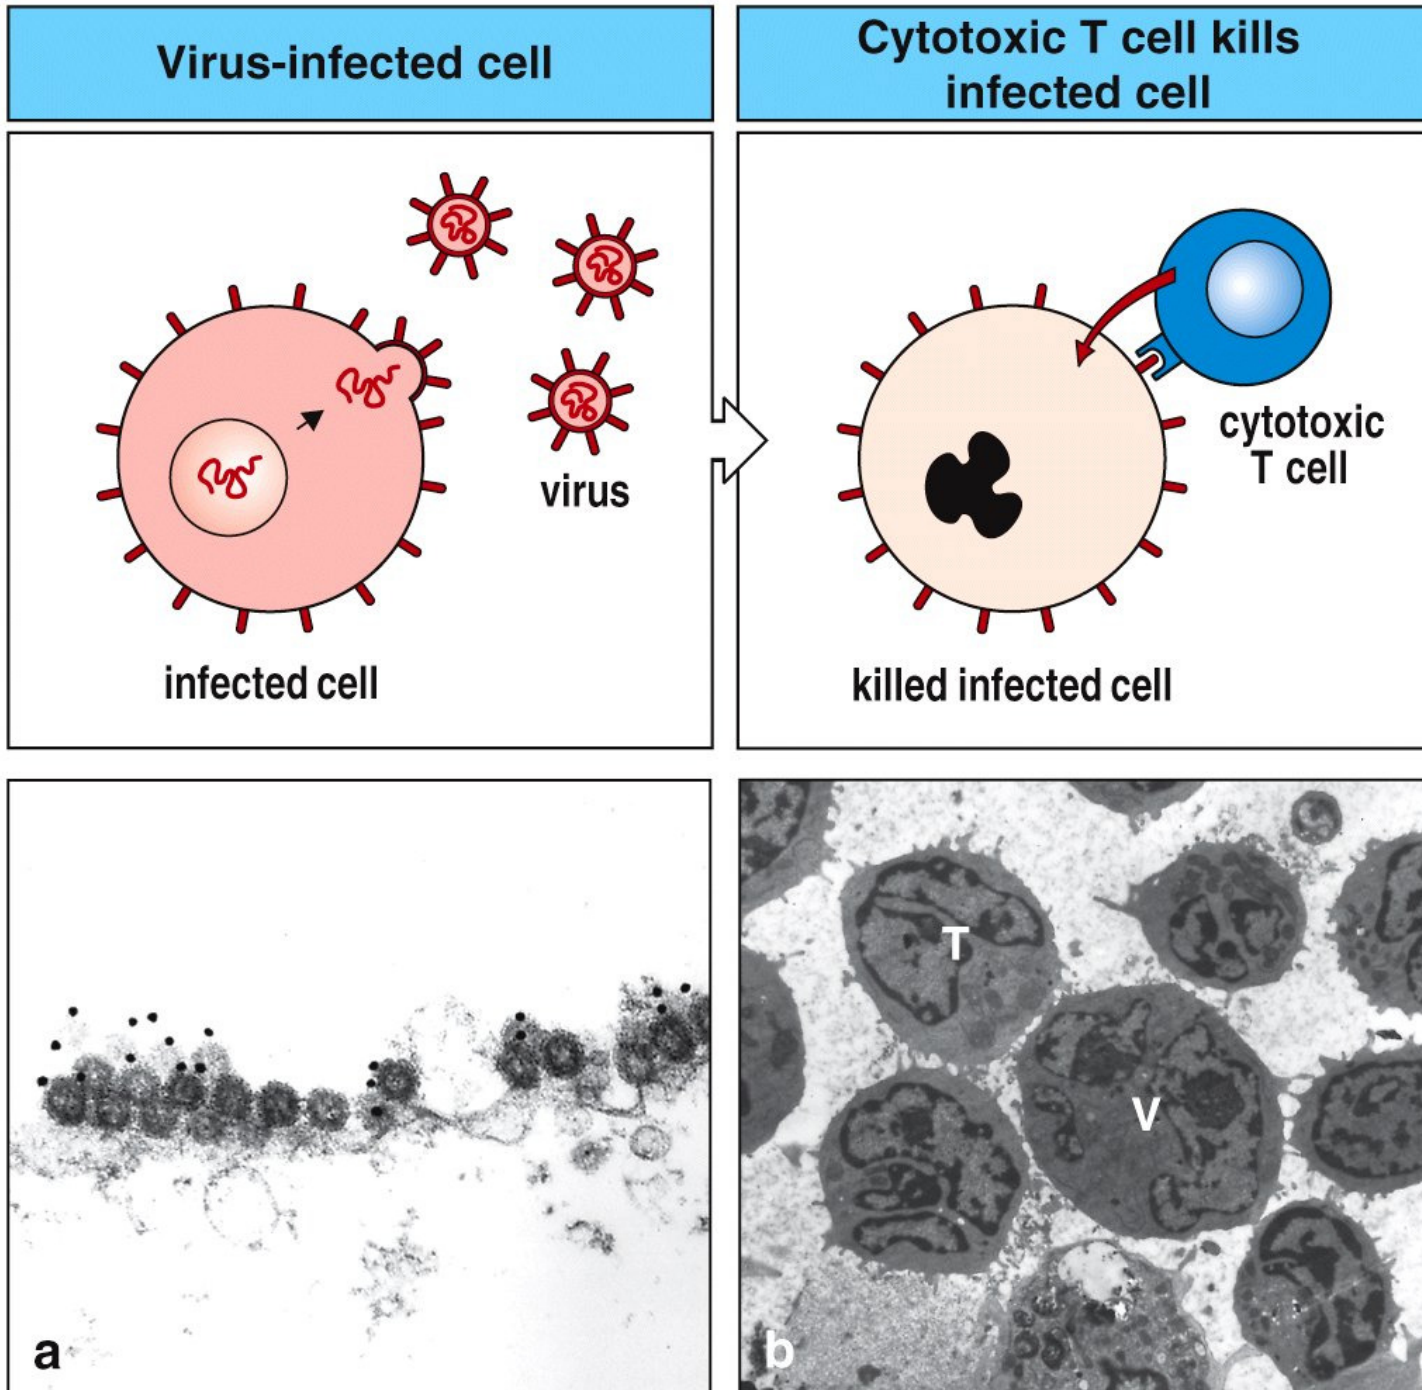 Virus-infected cell
Cytotoxic T cell kills
infected cell
virus
infected cell
cytotoxic
T cell
killed infected cell
T
V
a
b